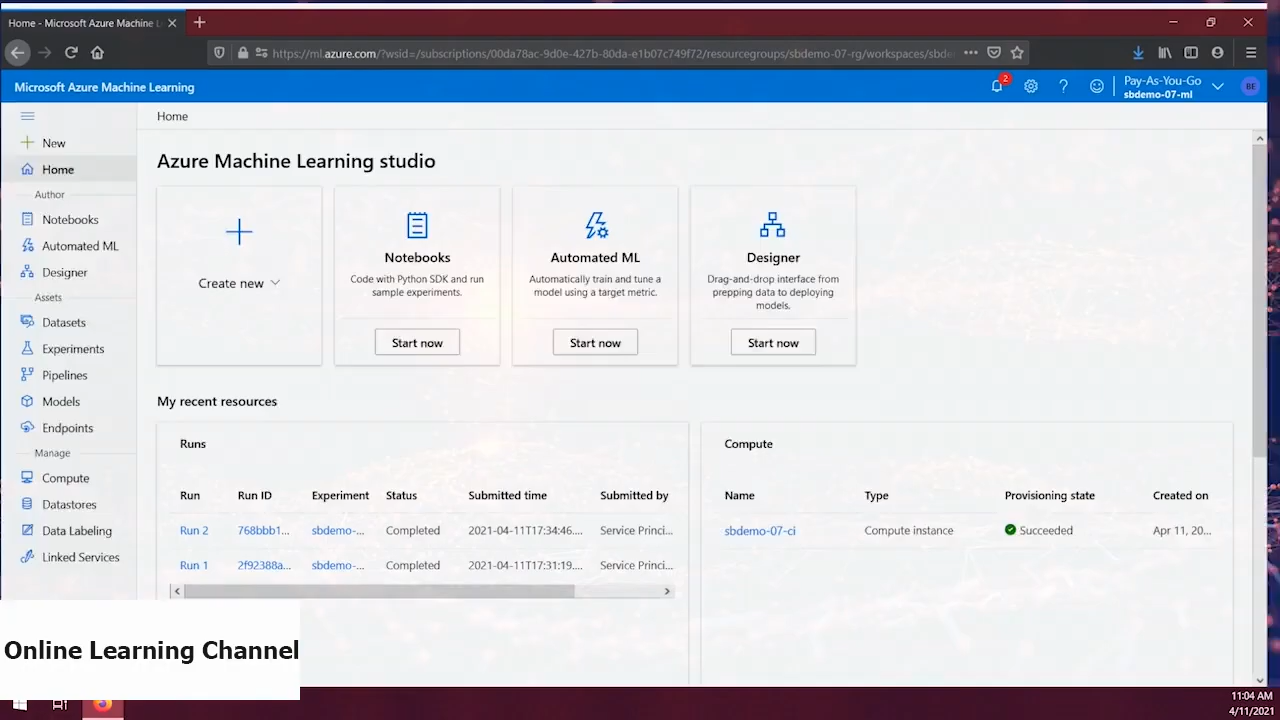 Home - Microsoft Azure Machine L
https://ml.azure.com/?wsid=/subscriptions/00da78ac-9d0e-427b-80da-e1b07c749f72/resourcegroups/sbdemo-07-rg/workspaces/sbde
Microsoft Azure Machine Learning
2
Pay-As-You-Go
sbdemo-07-ml
BE
New
Home
Author
Notebooks
Automated ML
Designer
Assets
Datasets
Experiments
Pipelines
Models
Endpoints
Manage
Compute
Datastores
Data Labeling
Linked Services
Home
Azure Machine Learning studio
Create new
Notebooks
Code with Python SDK and run
sample experiments.
Start now
Automated ML
Automatically train and tune a
model using a target metric.
Start now
Designer
Drag-and-drop interface from
prepping data to deploying
models.
Start now
My recent resources
Runs
Run Run ID Experiment Status Submitted time Submitted by
Run 2 768bbb1... sbdemo-... Completed 2021-04-11T17:34:46.... Service Princi...
Run 1 2f92388a... sbdemo-... Completed 2021-04-11T17:31:19.... Service Princi...
Compute
Name Type Provisioning state Created on
sbdemo-07-ci Compute instance Succeeded Apr 11, 20...
Online Learning Channel
11:04 AM
4/11/2021